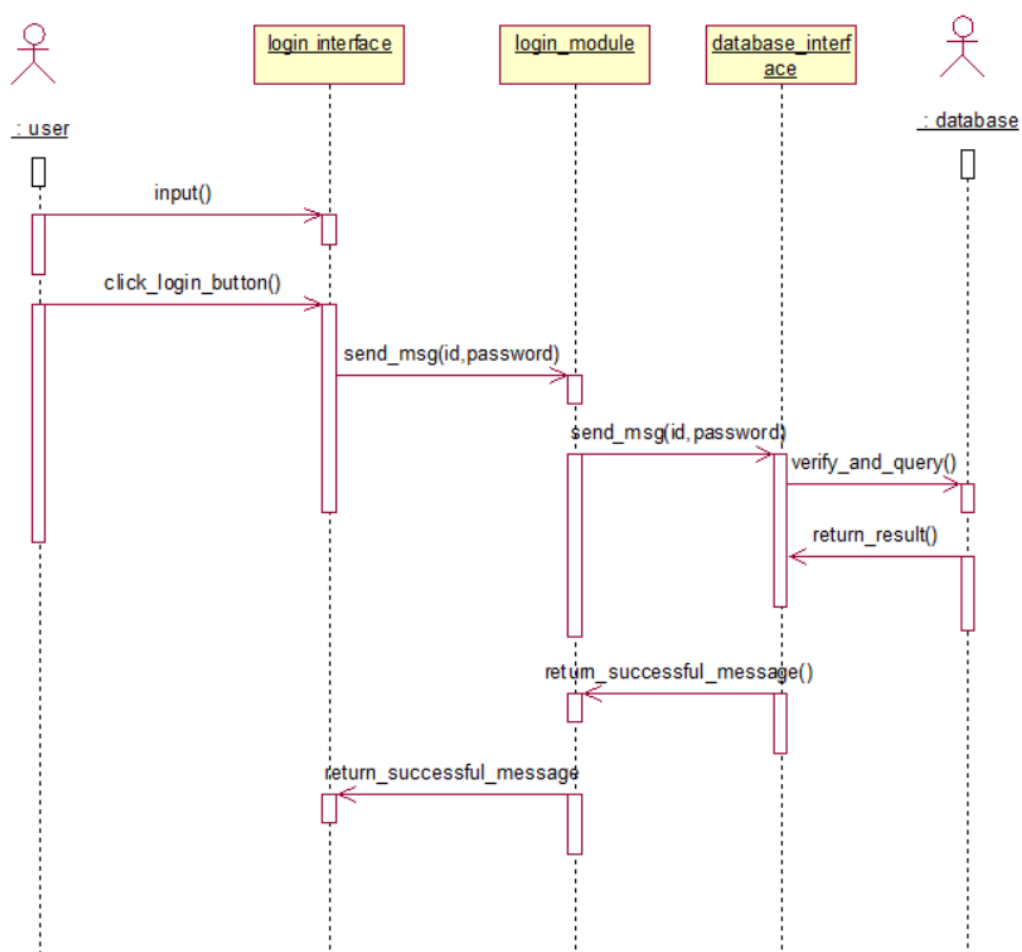 login interface
login_module
database_interf
ace
: user
: database
input()
click_login_button()
send_msg(id,password)
send_msg(id,password)
verify_and_query()
return_result()
return_successful_message()
return_successful_message